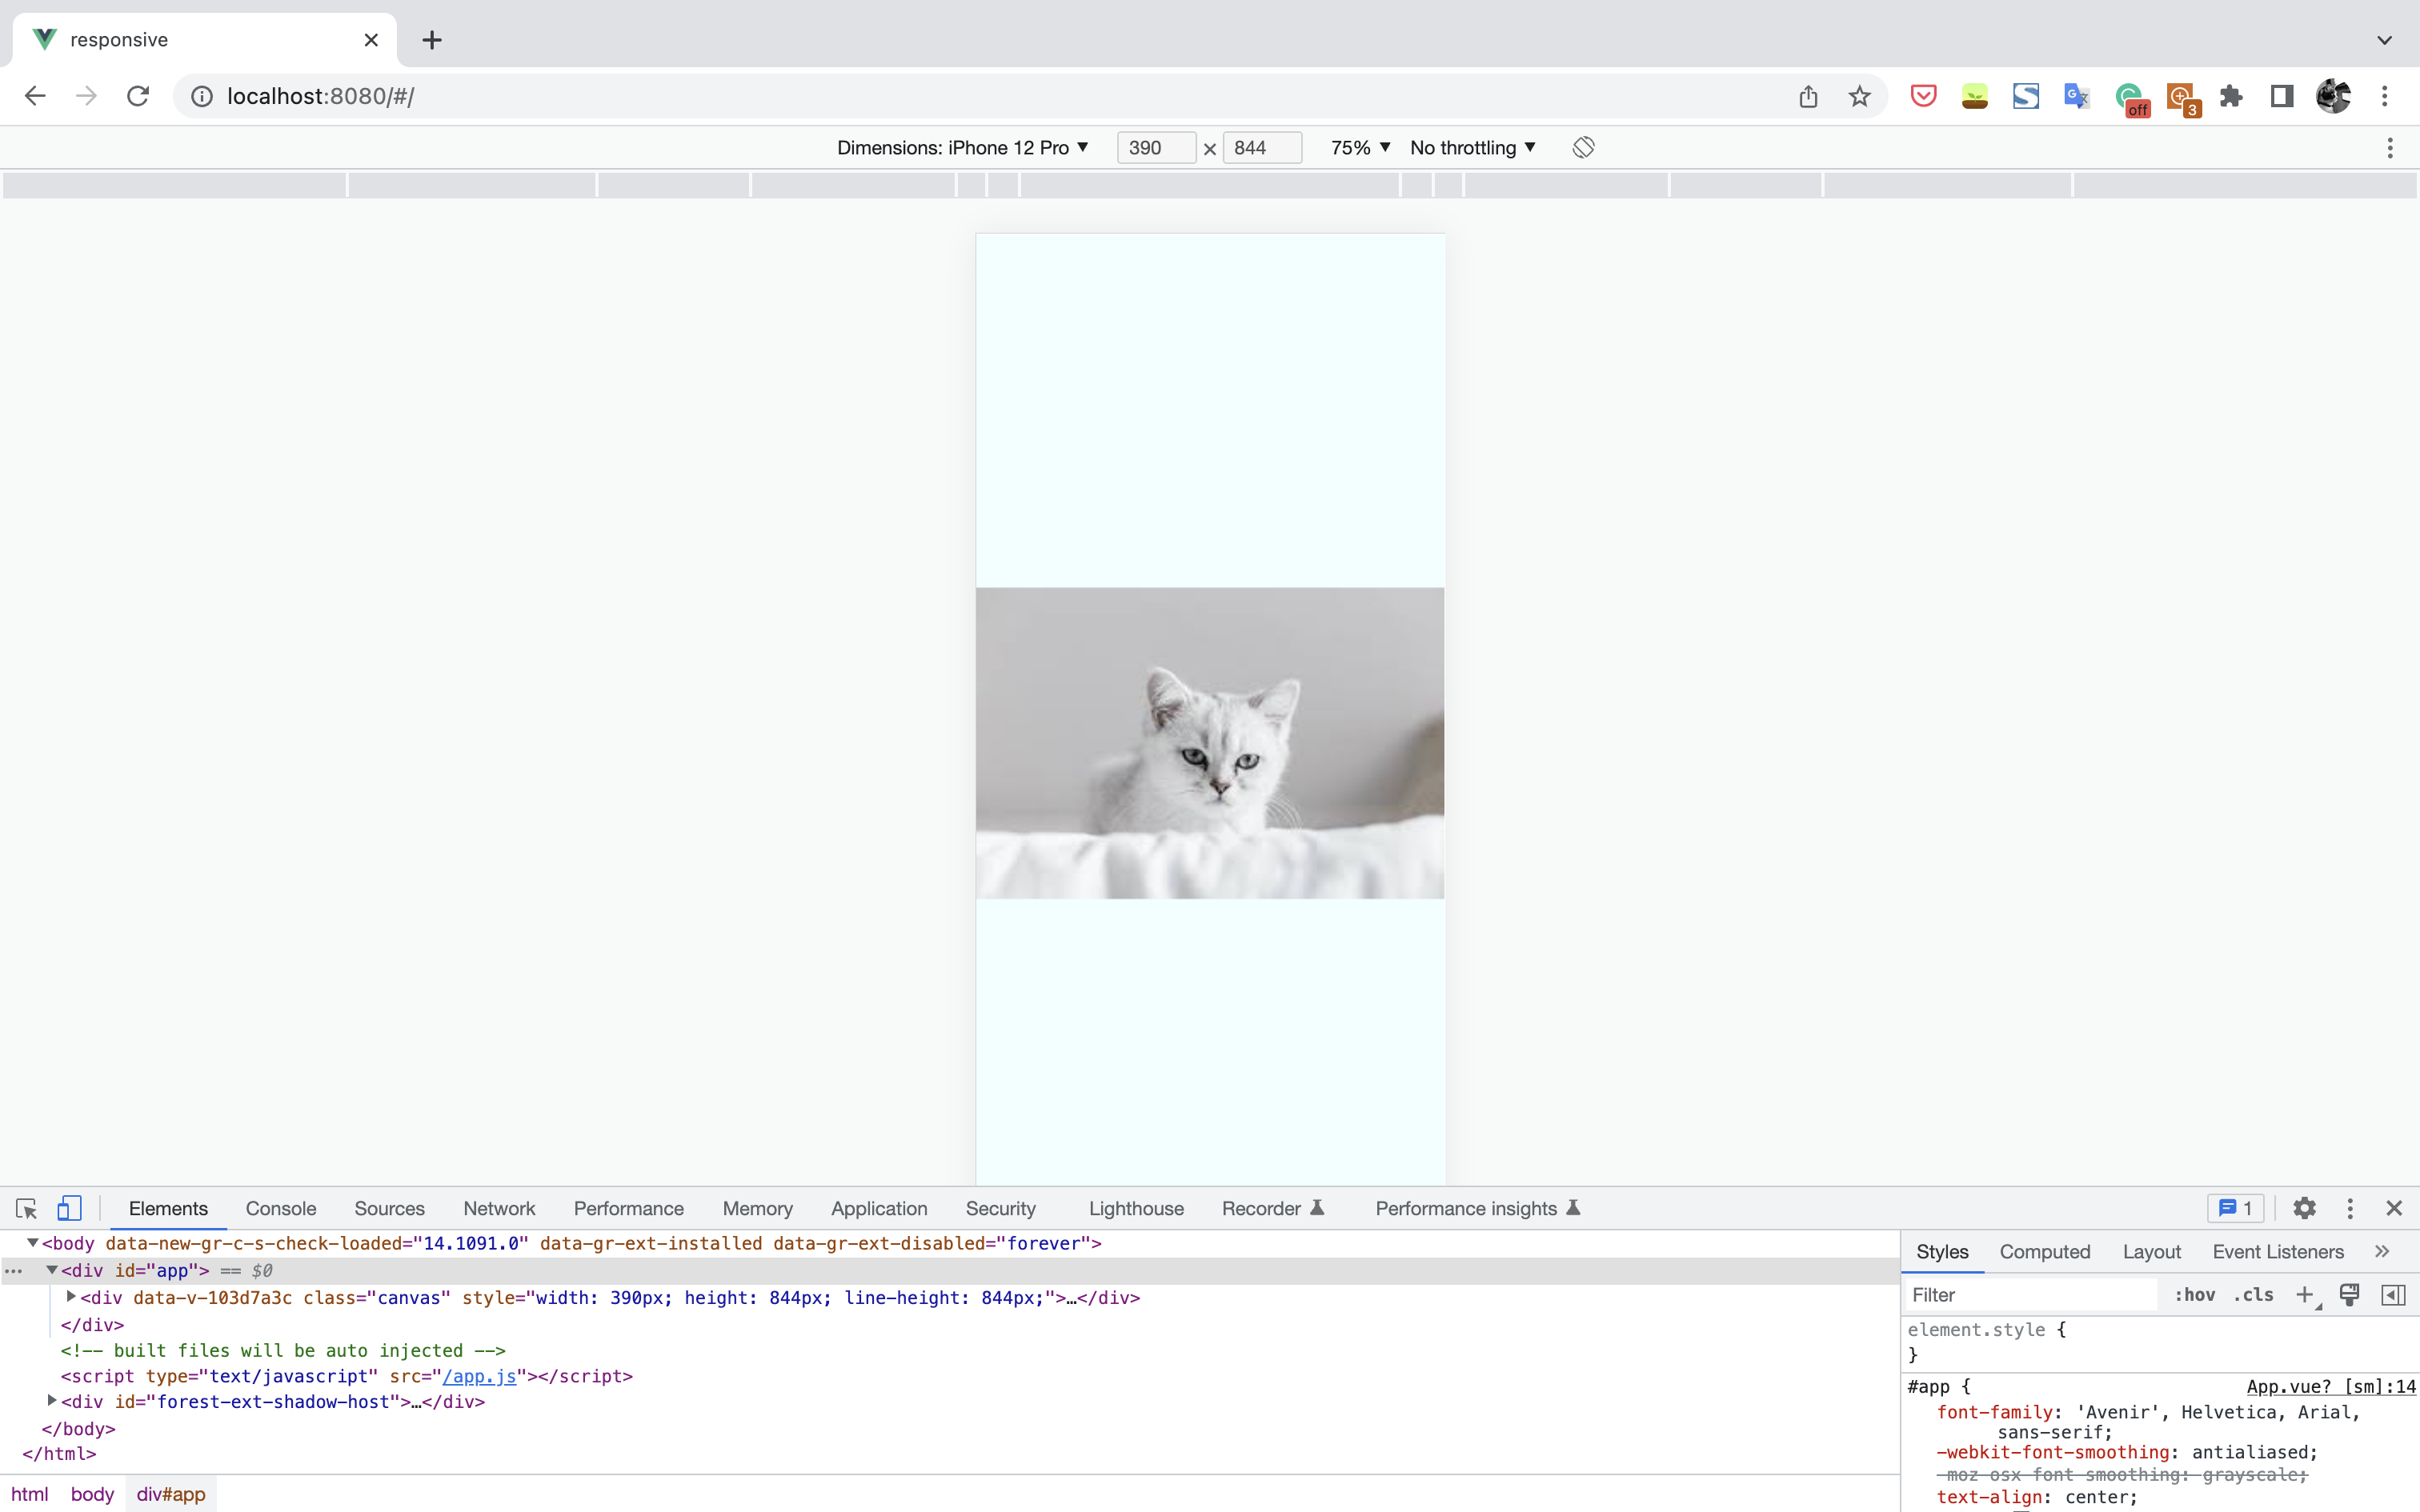 responsive
localhost:8080/#/
off
3
Dimensions: iPhone 12 Pro ▼ 390 × 844 75% ▼ No throttling ▼
Elements Console Sources Network Performance Memory Application Security Lighthouse Recorder Performance insights 1
<body data-new-gr-c-s-check-loaded="14.1091.0" data-gr-ext-installed data-gr-ext-disabled="forever">
<div id="app"> == $0
<div data-v-103d7a3c class="canvas" style="width: 390px; height: 844px; line-height: 844px;">…</div>
</div>
<!-- built files will be auto injected -->
<script type="text/javascript" src="/app.js"></script>
<div id="forest-ext-shadow-host">…</div>
</body>
</html>
html body div#app
Styles Computed Layout Event Listeners »
Filter :hov .cls +
element.style {
}
#app { App.vue? [sm]:14
font-family: 'Avenir', Helvetica, Arial,
sans-serif;
-webkit-font-smoothing: antialiased;
-moz-osx-font-smoothing: grayscale;
text-align: center;